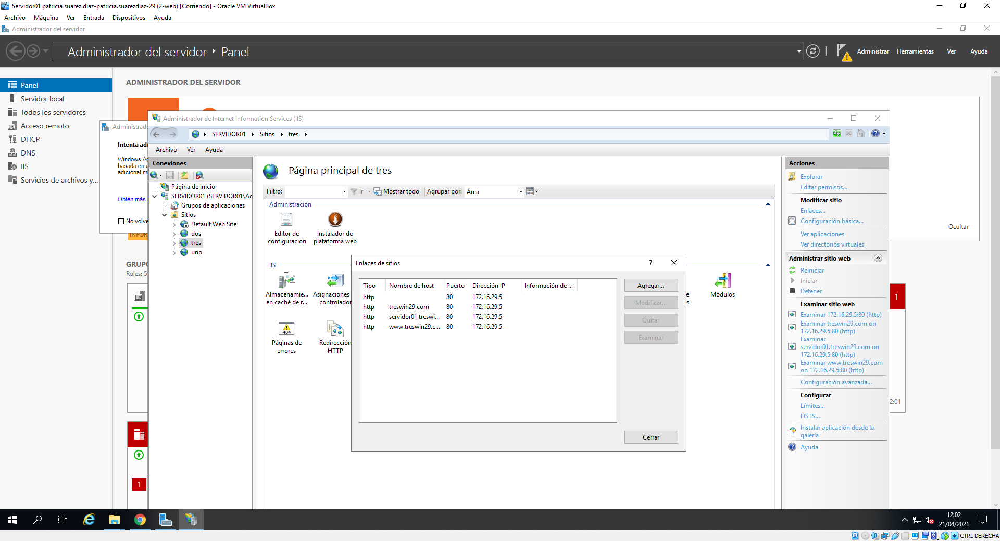 Servidor01 patricia suarez diaz-patricia.suarezdiaz-29 (2-web) [Corriendo] - Oracle VM VirtualBox
Archivo Máquina Ver Entrada Dispositivos Ayuda
Administrador del servidor
Administrador del servidor ‣ Panel
Administrar Herramientas Ver Ayuda
Panel
Servidor local
Todos los servidores
Acceso remoto
DHCP
DNS
IIS
Servicios de archivos y...
ADMINISTRADOR DEL SERVIDOR
Ocultar
INFOR
GRUPO
Roles: 5
1
1
2:01
Administrad
Intenta ad
Windows Ad
basada en e
adicional m
Obtén más
No volve
Administrador de Internet Information Services (IIS)
SERVIDOR01 Sitios tres
Archivo Ver Ayuda
Conexiones
Página de inicio
SERVIDOR01 (SERVIDOR01\Ac
Grupos de aplicaciones
Sitios
Default Web Site
dos
tres
uno
Página principal de tres
Filtro: Ir Mostrar todo Agrupar por: Área
Administración
Editor de
configuración
Instalador de
plataforma web
IIS
Almacenamie...
en caché de r...
Asignaciones
controlador
Módulos
404
Páginas de
errores
Redirección
HTTP
Enlaces de sitios
?
Tipo Nombre de host Puerto Dirección IP Información de ...
http 80 172.16.29.5
http treswin29.com 80 172.16.29.5
http servidor01.treswi... 80 172.16.29.5
http www.treswin29.c... 80 172.16.29.5
Agregar...
Modificar...
Quitar
Examinar
Cerrar
Acciones
Explorar
Editar permisos...
Modificar sitio
Enlaces...
Configuración básica...
Ver aplicaciones
Ver directorios virtuales
Administrar sitio web
Reiniciar
Iniciar
Detener
Examinar sitio web
Examinar 172.16.29.5:80 (http)
Examinar treswin29.com on
172.16.29.5:80 (http)
Examinar
servidor01.treswin29.com on
172.16.29.5:80 (http)
Examinar www.treswin29.com
on 172.16.29.5:80 (http)
Configuración avanzada...
Configurar
Límites...
HSTS...
Instalar aplicación desde la
galería
Ayuda
12:02
21/04/2021
CTRL DERECHA